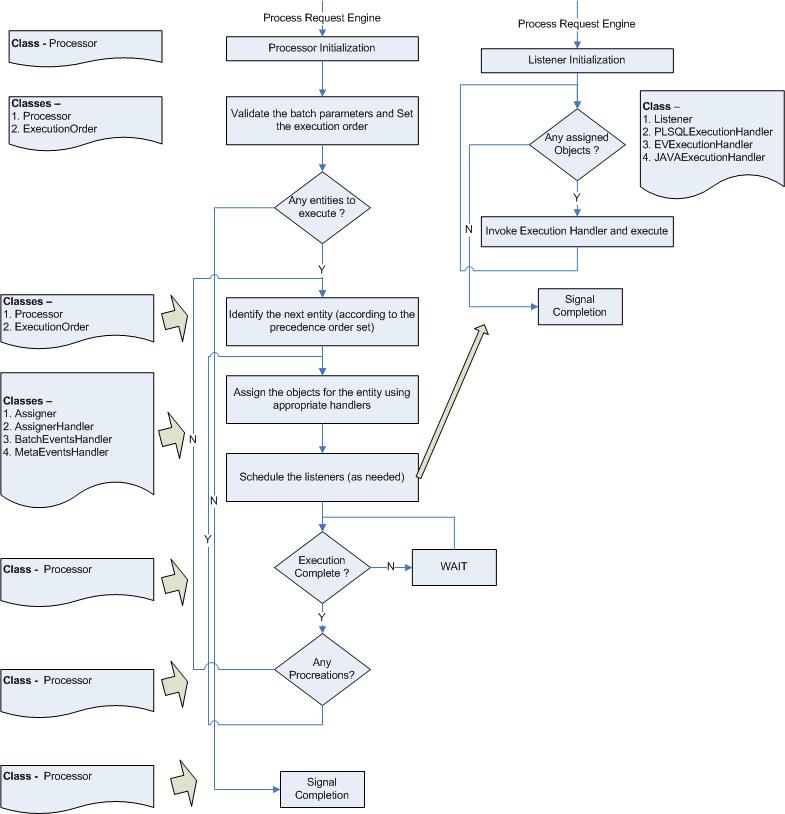 Process Request Engine
Class - Processor
Processor Initialization
Classes –
1. Processor
2. ExecutionOrder
Validate the batch parameters and Set
the execution order
Any entities to
execute ?
Y
Classes –
1. Processor
2. ExecutionOrder
Identify the next entity (according to the
precedence order set)
Classes –
1. Assigner
2. AssignerHandler
3. BatchEventsHandler
4. MetaEventsHandler
Assign the objects for the entity using
appropriate handlers
N
Schedule the listeners (as needed)
N
Y
Execution
Complete ?
N
WAIT
Class - Processor
Y
Any
Procreations?
Class - Processor
Class - Processor
Signal
Completion
Process Request Engine
Listener Initialization
Class –
1. Listener
2. PLSQLExecutionHandler
3. EVExecutionHandler
4. JAVAExecutionHandler
Any assigned
Objects ?
Y
N
Invoke Execution Handler and execute
Signal
Completion